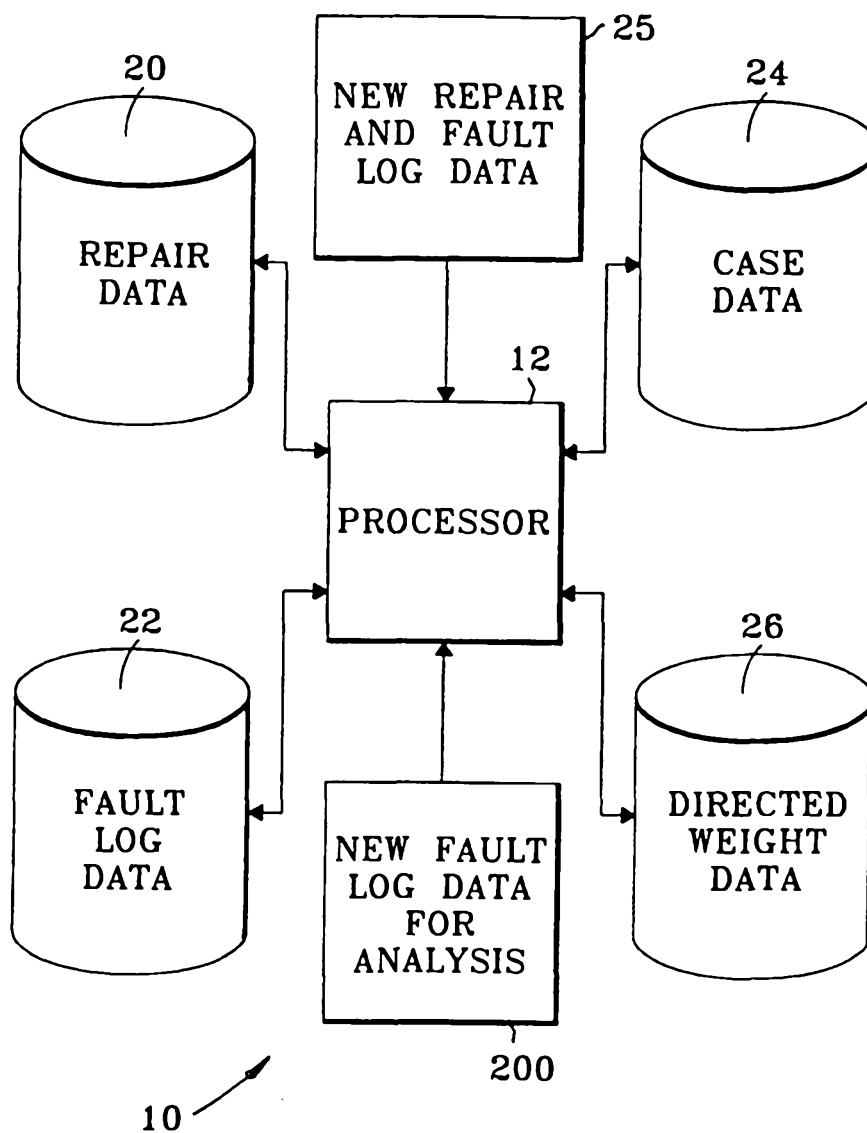 25
20
24
NEW REPAIR
AND FAULT
LOG DATA
REPAIR
DATA
CASE
DATA
12
PROCESSOR
22
26
FAULT
LOG
DATA
DIRECTED
WEIGHT
DATA
NEW FAULT
LOG DATA
FOR
ANALYSIS
200
10